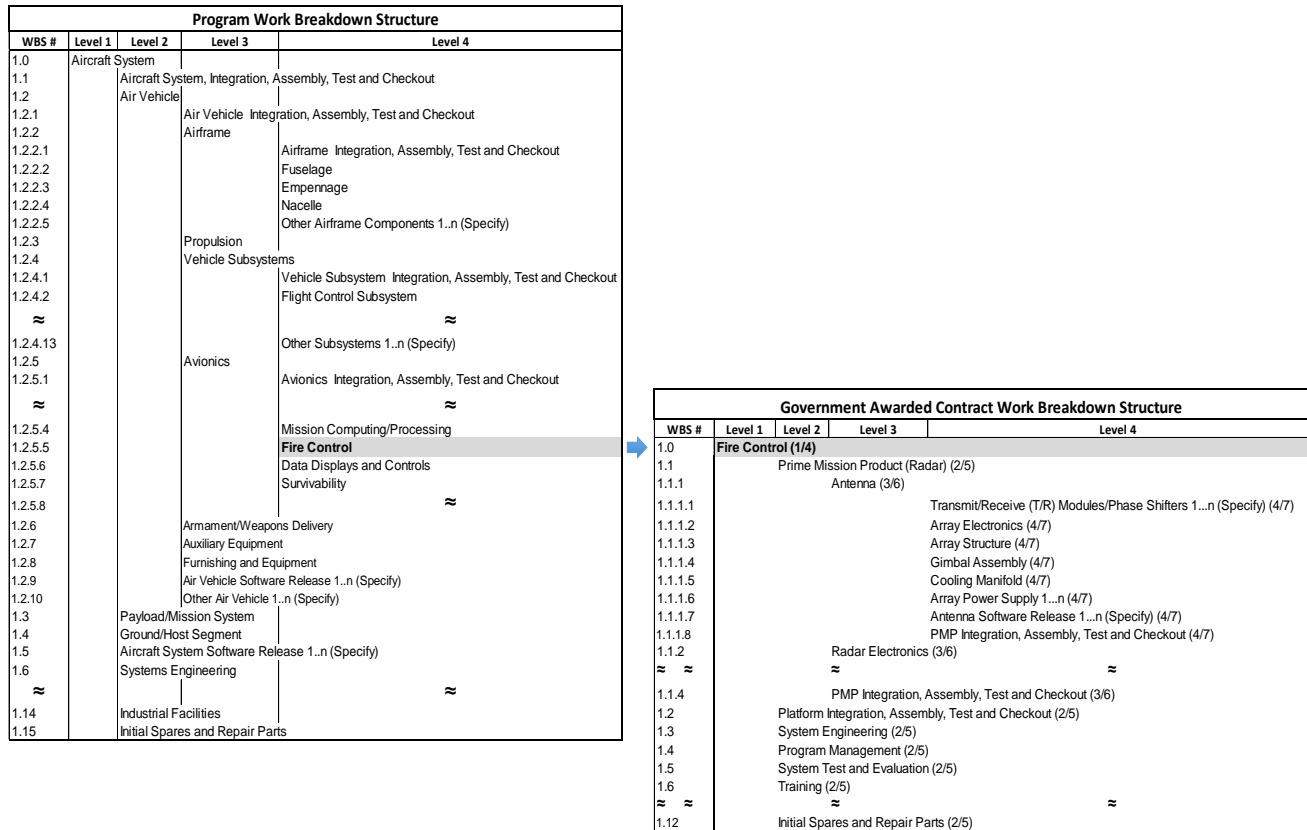 Program Work Breakdown Structure
WBS # Level 1 Level 2 Level 3 Level 4
1.0 Aircraft System
1.1 Aircraft System, Integration, Assembly, Test and Checkout
1.2 Air Vehicle
1.2.1 Air Vehicle Integration, Assembly, Test and Checkout
1.2.2 Airframe
1.2.2.1 Airframe Integration, Assembly, Test and Checkout
1.2.2.2 Fuselage
1.2.2.3 Empennage
1.2.2.4 Nacelle
1.2.2.5 Other Airframe Components 1..n (Specify)
1.2.3 Propulsion
1.2.4 Vehicle Subsystems
1.2.4.1 Vehicle Subsystem Integration, Assembly, Test and Checkout
1.2.4.2 Flight Control Subsystem
≈ ≈
1.2.4.13 Other Subsystems 1..n (Specify)
1.2.5 Avionics
1.2.5.1 Avionics Integration, Assembly, Test and Checkout
≈ ≈
1.2.5.4 Mission Computing/Processing
1.2.5.5 Fire Control
1.2.5.6 Data Displays and Controls
1.2.5.7 Survivability
1.2.5.8 ≈
1.2.6 Armament/Weapons Delivery
1.2.7 Auxiliary Equipment
1.2.8 Furnishing and Equipment
1.2.9 Air Vehicle Software Release 1..n (Specify)
1.2.10 Other Air Vehicle 1..n (Specify)
1.3 Payload/Mission System
1.4 Ground/Host Segment
1.5 Aircraft System Software Release 1..n (Specify)
1.6 Systems Engineering
≈ ≈
1.14 Industrial Facilities
1.15 Initial Spares and Repair Parts
Government Awarded Contract Work Breakdown Structure
WBS # Level 1 Level 2 Level 3 Level 4
1.0 Fire Control (1/4)
1.1 Prime Mission Product (Radar) (2/5)
1.1.1 Antenna (3/6)
1.1.1.1 Transmit/Receive (T/R) Modules/Phase Shifters 1...n (Specify) (4/7)
1.1.1.2 Array Electronics (4/7)
1.1.1.3 Array Structure (4/7)
1.1.1.4 Gimbal Assembly (4/7)
1.1.1.5 Cooling Manifold (4/7)
1.1.1.6 Array Power Supply 1...n (4/7)
1.1.1.7 Antenna Software Release 1...n (Specify) (4/7)
1.1.1.8 PMP Integration, Assembly, Test and Checkout (4/7)
1.1.2 Radar Electronics (3/6)
≈ ≈ ≈ ≈
1.1.4 PMP Integration, Assembly, Test and Checkout (3/6)
1.2 Platform Integration, Assembly, Test and Checkout (2/5)
1.3 System Engineering (2/5)
1.4 Program Management (2/5)
1.5 System Test and Evaluation (2/5)
1.6 Training (2/5)
≈ ≈ ≈ ≈
1.12 Initial Spares and Repair Parts (2/5)